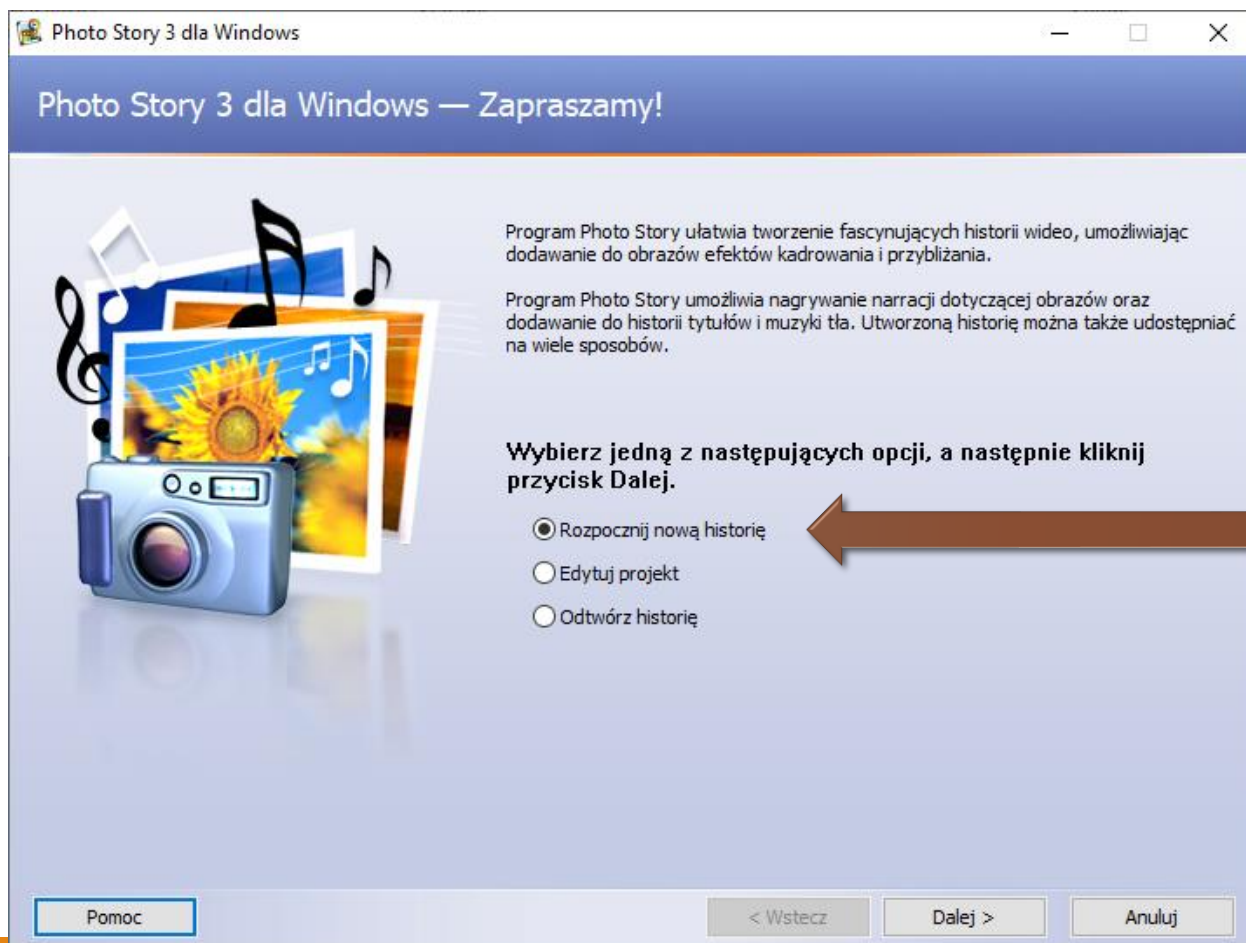 Photo Story 3 dla Windows
Photo Story 3 dla Windows — Zapraszamy!
Program Photo Story ułatwia tworzenie fascynujących historii wideo, umożliwiając
dodawanie do obrazów efektów kadrowania i przybliżania.
Program Photo Story umożliwia nagrywanie narracji dotyczącej obrazów oraz
dodawanie do historii tytułów i muzyki tła. Utworzoną historię można także udostępniać
na wiele sposobów.
Wybierz jedną z następujących opcji, a następnie kliknij
przycisk Dalej.
Rozpocznij nową historię
Edytuj projekt
Odtwórz historię
Pomoc
< Wstecz
Dalej >
Anuluj